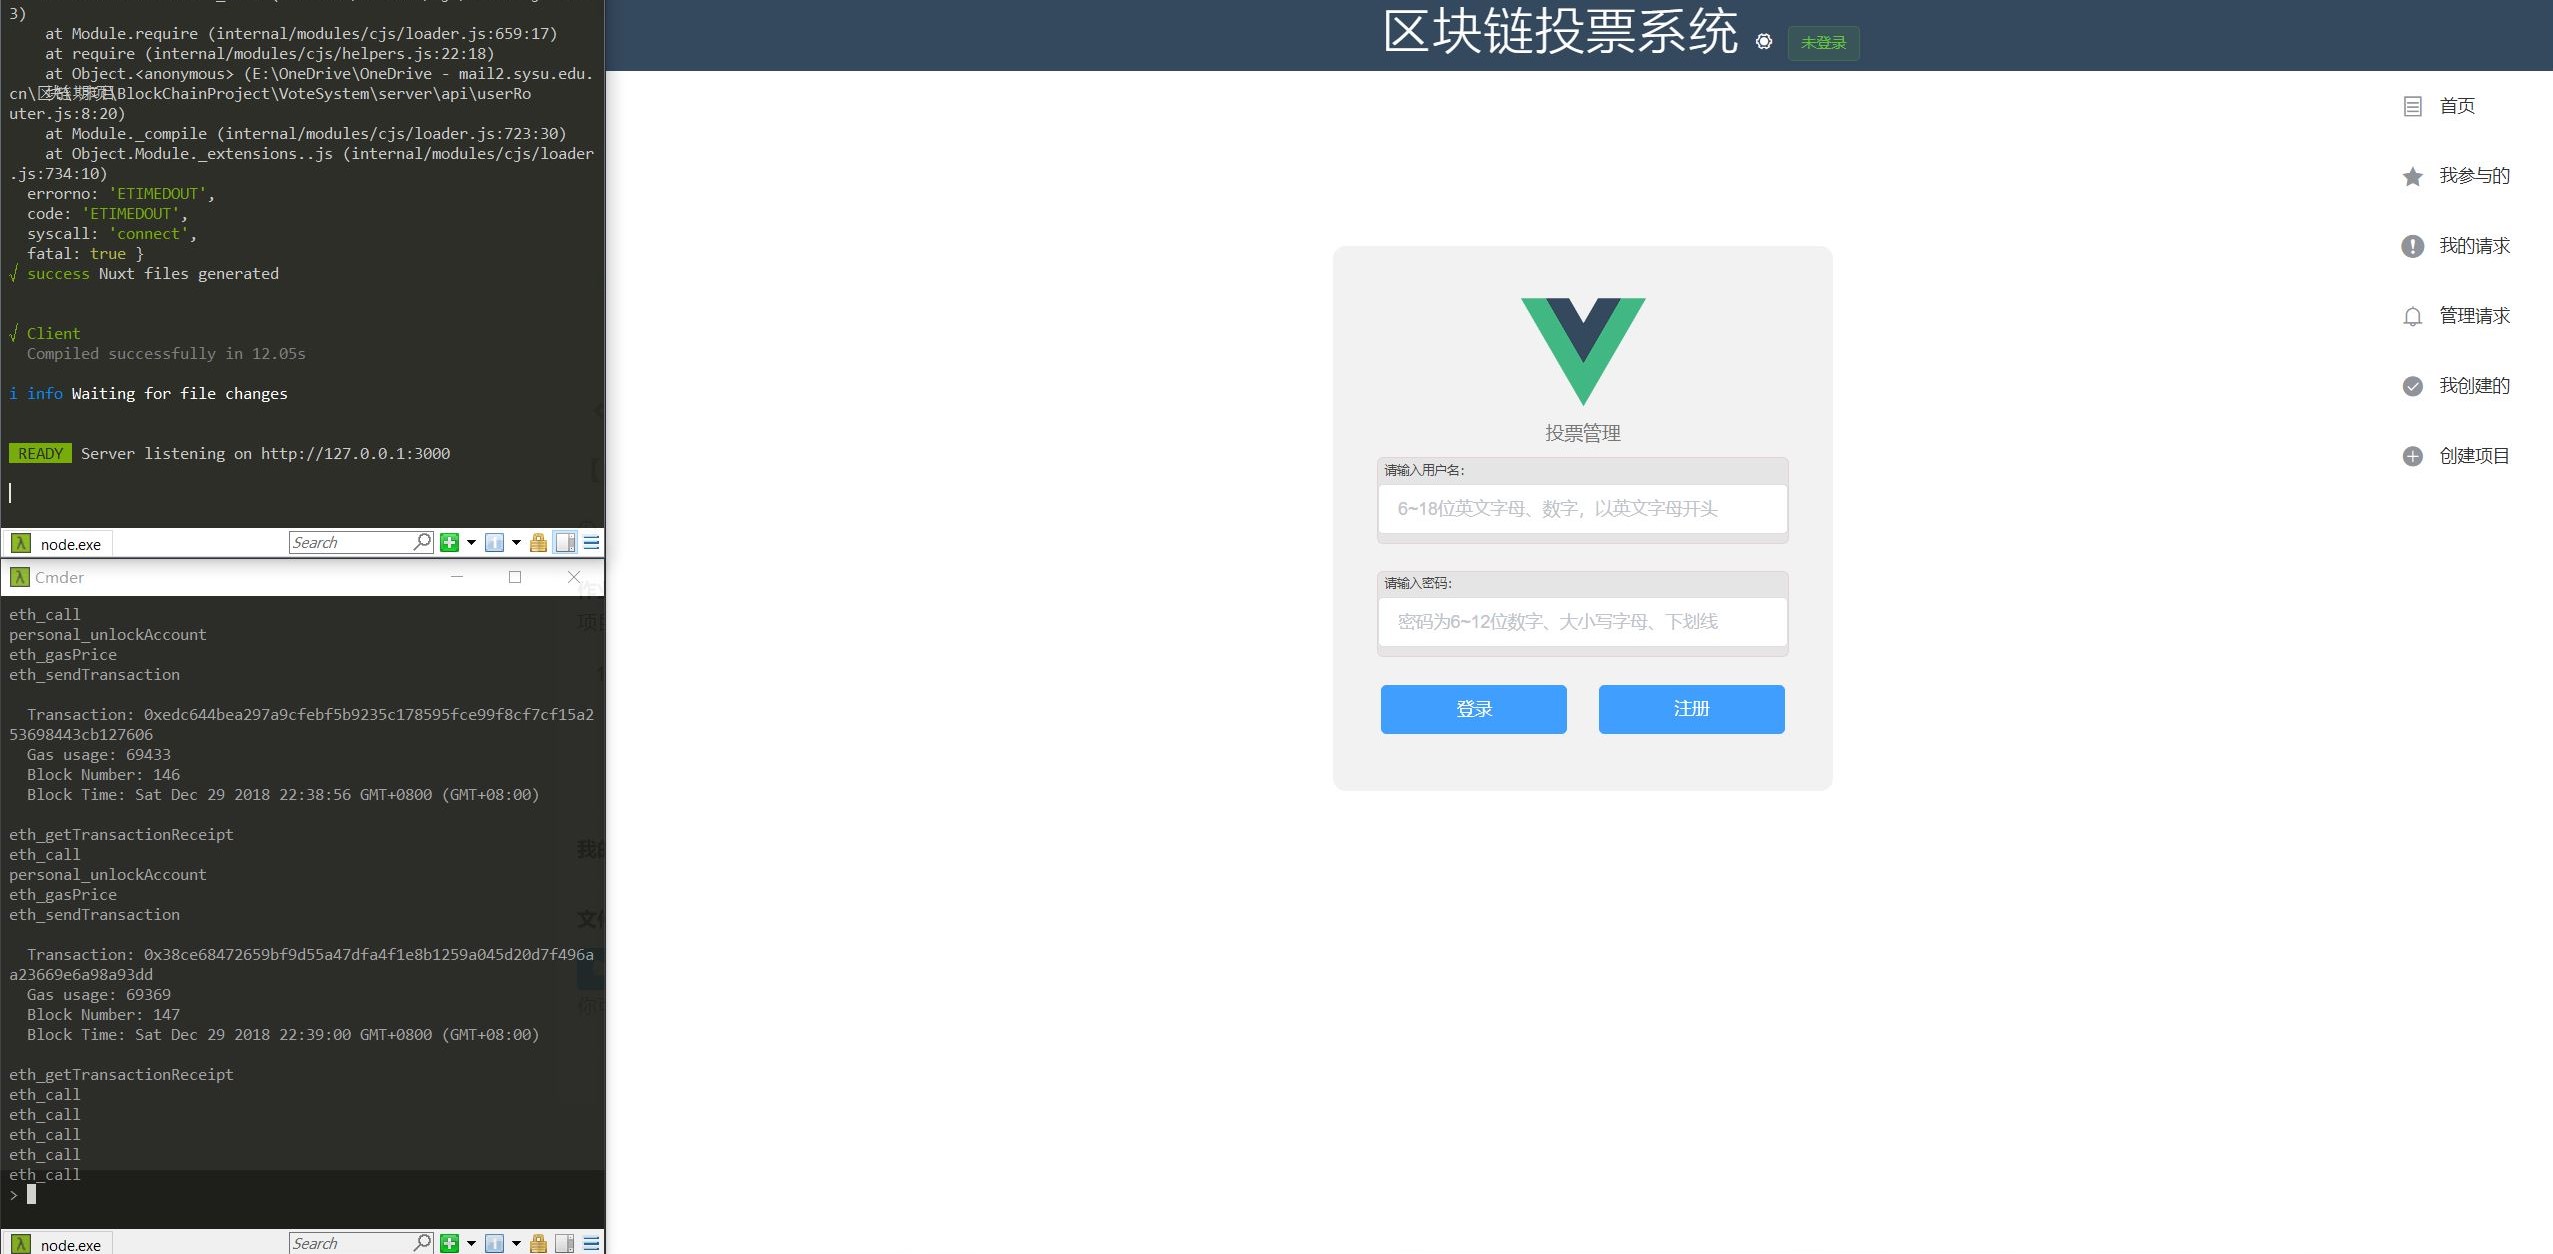 3)
at Module.require (internal/modules/cjs/loader.js:659:17)
at require (internal/modules/cjs/helpers.js:22:18)
at Object.<anonymous> (E:\OneDrive\OneDrive - mail2.sysu.edu.
\BlockChainProject\VoteSystem\server\api\userRo
uter.js:8:20)
at Module._compile (internal/modules/cjs/loader.js:723:30)
at Object.Module._extensions..js (internal/modules/cjs/loader
.js:734:10)
errorno: 'ETIMEDOUT',
code: 'ETIMEDOUT',
syscall: 'connect',
fatal: true }
√ success Nuxt files generated
√ Client
Compiled successfully in 12.05s
i info Waiting for file changes
READY Server listening on http://127.0.0.1:3000
λ node.exe Search
λ Cmder
eth_call
personal_unlockAccount
eth_gasPrice
eth_sendTransaction
Transaction: 0xedc644bea297a9cfebf5b9235c178595fce99f8cf7cf15a2
53698443cb127606
Gas usage: 69433
Block Number: 146
Block Time: Sat Dec 29 2018 22:38:56 GMT+0800 (GMT+08:00)
eth_getTransactionReceipt
eth_call
personal_unlockAccount
eth_gasPrice
eth_sendTransaction
Transaction: 0x38ce68472659bf9d55a47dfa4f1e8b1259a045d20d7f496a
a23669e6a98a93dd
Gas usage: 69369
Block Number: 147
Block Time: Sat Dec 29 2018 22:39:00 GMT+0800 (GMT+08:00)
eth_getTransactionReceipt
eth_call
eth_call
eth_call
eth_call
eth_call
>
λ node.exe Search
区块链投票系统 未登录
投票管理
请输入用户名:
6~18位英文字母、数字，以英文字母开头
请输入密码:
密码为6~12位数字、大小写字母、下划线
登录 注册
首页
我参与的
我的请求
管理请求
我创建的
创建项目